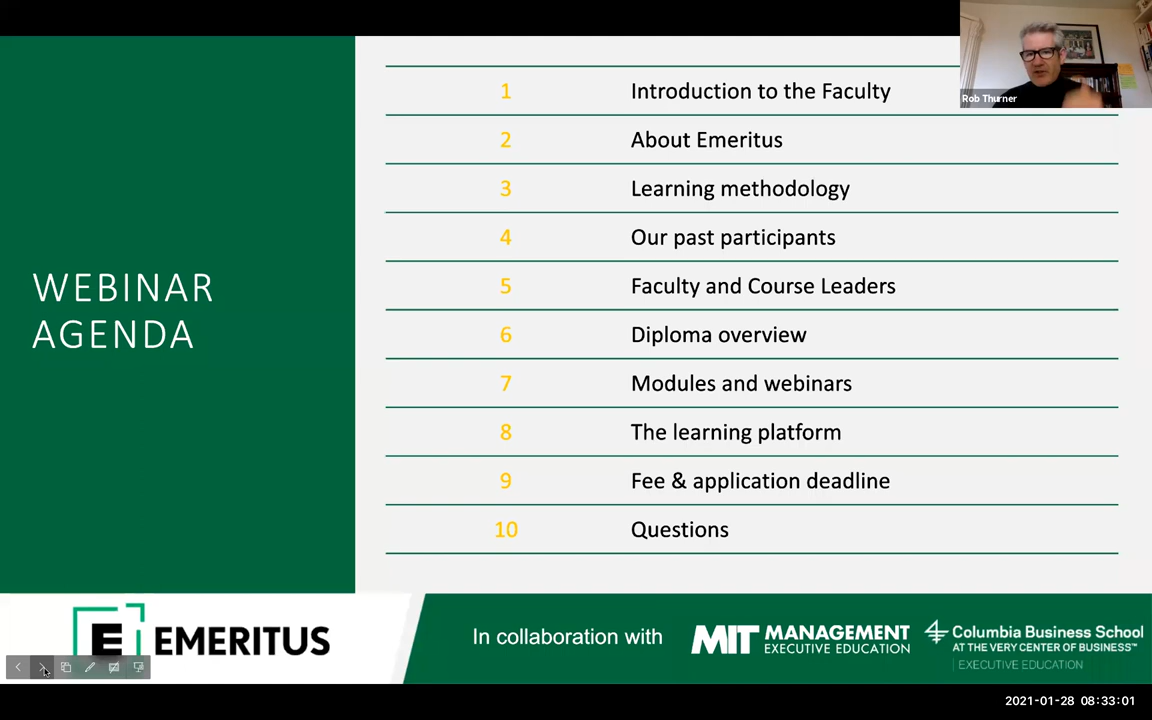 1 Introduction to the Faculty
Rob Thurner
2 About Emeritus
3 Learning methodology
4 Our past participants
5 Faculty and Course Leaders
WEBINAR
AGENDA
6 Diploma overview
7 Modules and webinars
8 The learning platform
9 Fee & application deadline
10 Questions
E EMERITUS
In collaboration with
MIT MANAGEMENT
EXECUTIVE EDUCATION
Columbia Business School
AT THE VERY CENTER OF BUSINESS™
EXECUTIVE EDUCATION
2021-01-28 08:33:01